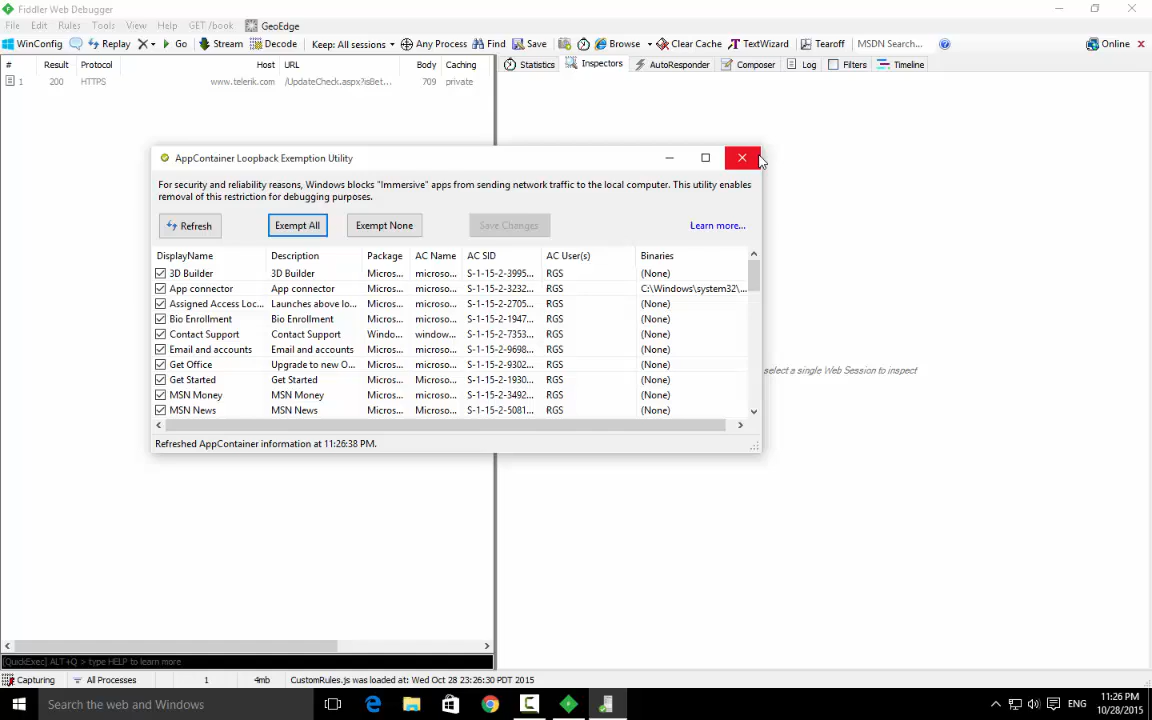 Fiddler Web Debugger
File Edit Rules Tools View Help GET /book GeoEdge
WinConfig Replay Go Stream Decode Keep: All sessions Any Process Find Save Browse Clear Cache TextWizard Tearoff MSDN Search... Online
# Result Protocol Host URL Body Caching
Statistics Inspectors AutoResponder Composer Log Filters Timeline
1 200 HTTPS www.telerik.com /UpdateCheck.aspx?isBet... 709 private
AppContainer Loopback Exemption Utility
For security and reliability reasons, Windows blocks "Immersive" apps from sending network traffic to the local computer. This utility enables
removal of this restriction for debugging purposes.
Refresh Exempt All Exempt None Save Changes Learn more...
DisplayName Description Package AC Name AC SID AC User(s) Binaries
3D Builder 3D Builder Micros... microso... S-1-15-2-3995... RGS (None)
App connector App connector Micros... microso... S-1-15-2-3232... RGS C:\Windows\system32\...
Assigned Access Loc... Launches above lo... Micros... microso... S-1-15-2-2705... RGS (None)
Bio Enrollment Bio Enrollment Micros... microso... S-1-15-2-1947... RGS (None)
Contact Support Contact Support Windo... window... S-1-15-2-7353... RGS (None)
Email and accounts Email and accounts Micros... microso... S-1-15-2-9698... RGS (None)
Get Office Upgrade to new O... Micros... microso... S-1-15-2-9302... RGS (None)
Get Started Get Started Micros... microso... S-1-15-2-1930... RGS (None)
MSN Money MSN Money Micros... microso... S-1-15-2-3492... RGS (None)
MSN News MSN News Micros... microso... S-1-15-2-5081... RGS (None)
Refreshed AppContainer information at 11:26:38 PM.
select a single Web Session to inspect
[QuickExec] ALT+Q > type HELP to learn more
Capturing All Processes 1 4mb CustomRules.js was loaded at: Wed Oct 28 23:26:30 PDT 2015
Search the web and Windows ENG 11:26 PM
10/28/2015